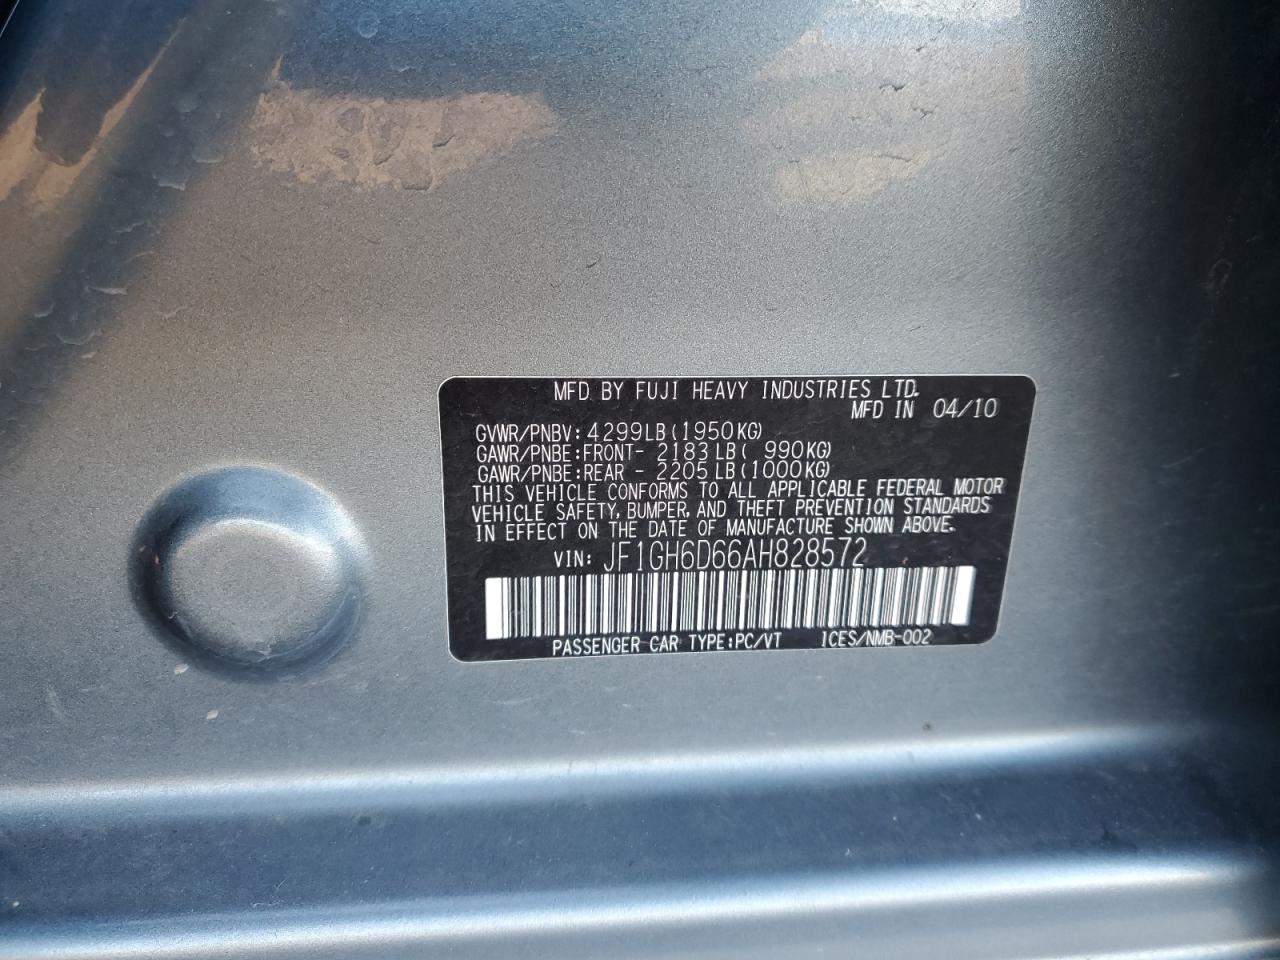 MFD. BY FUJI HEAVY INDUSTRIES LTD.
MFD IN 04/10
GVWR/PNBV: 4299LB (1950KG)
GAWR/PNBE:FRONT- 2183LB( 990KG)
GAWR/PNBE:REAR - 2205LB (1000KG)
THIS VEHICLE CONFORMS TO ALL APPLICABLE FEDERAL MOTOR
VEHICLE SAFETY, BUMPER, AND THEFT PREVENTION STANDARDS
IN EFFECT ON THE DATE OF MANUFACTURE SHOWN ABOVE.
VIN: JF1GH6D66AH828572
PASSENGER CAR TYPE:PC/VT ICES/NMB-002